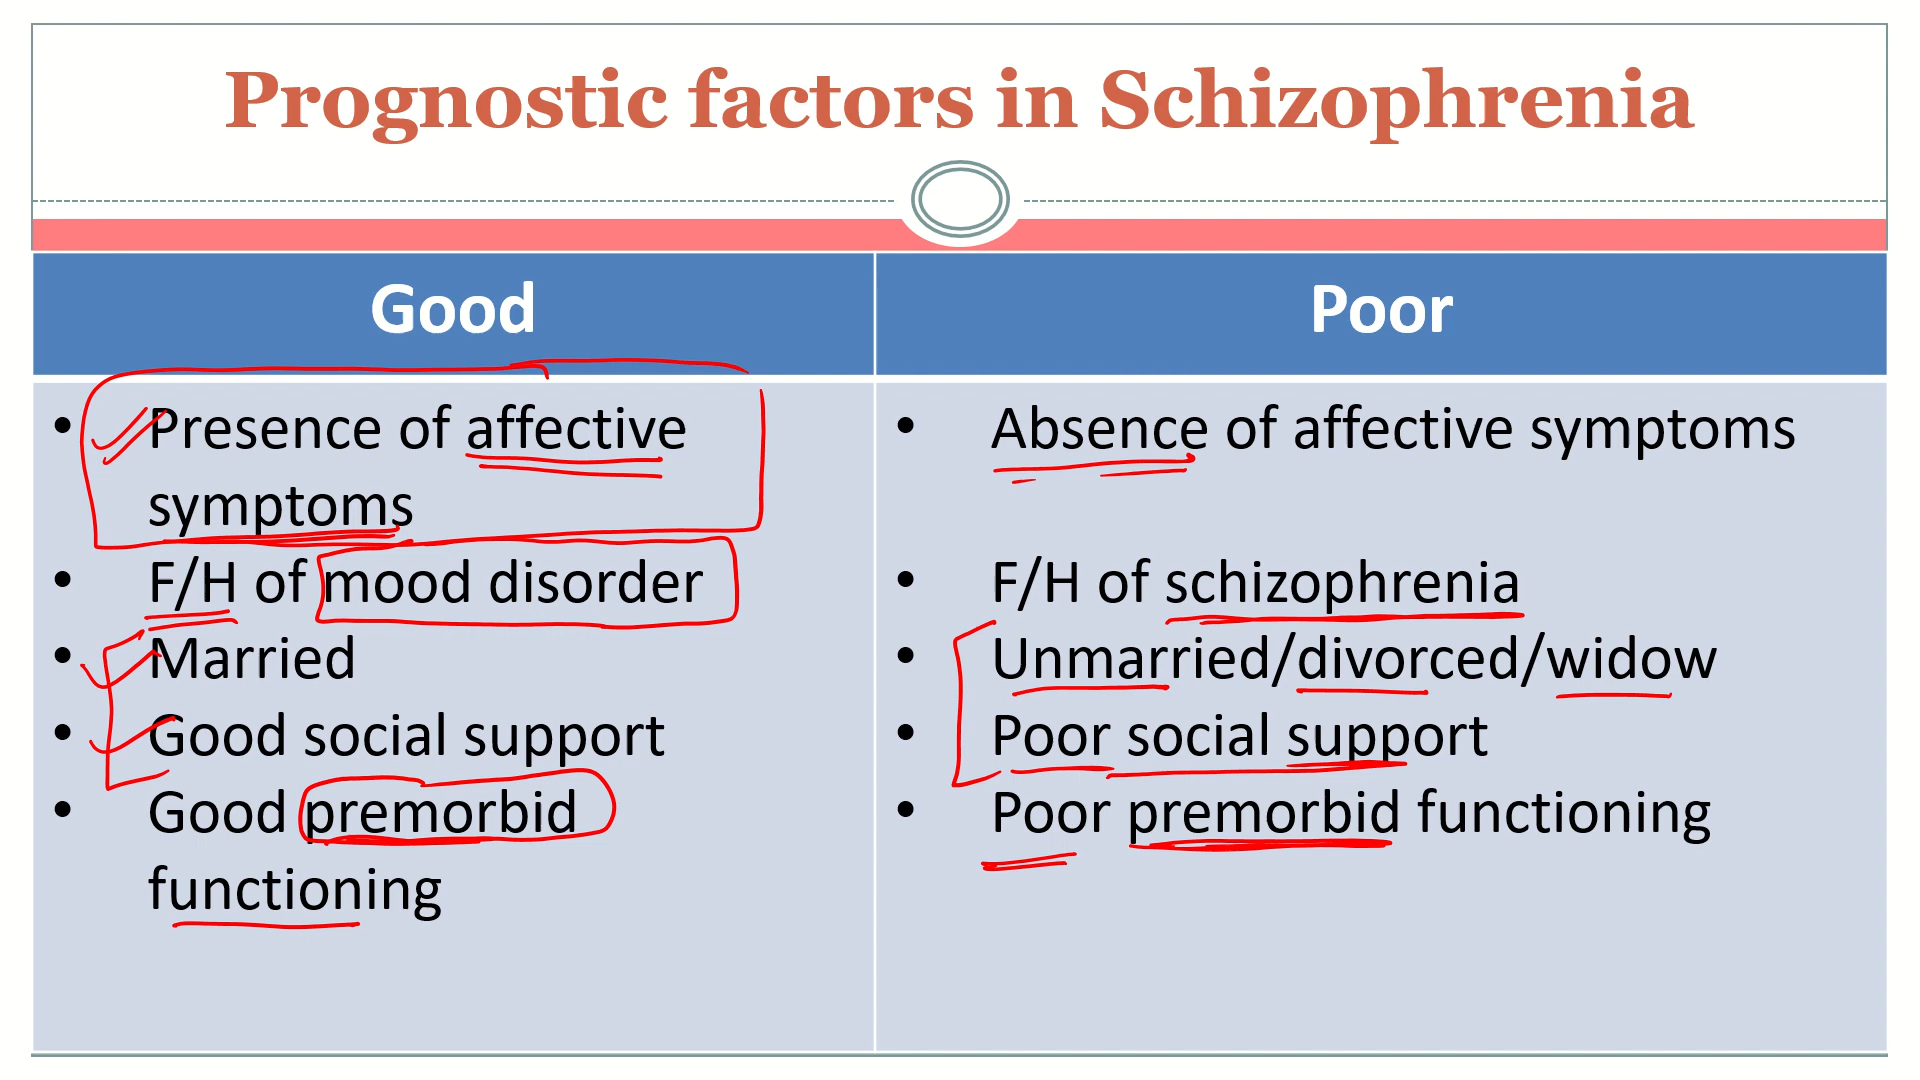 Prognostic factors in Schizophrenia
Good
Poor
• Presence of affective
symptoms
• F/H of mood disorder
• Married
• Good social support
• Good premorbid
functioning
• Absence of affective symptoms
• F/H of schizophrenia
• Unmarried/divorced/widow
• Poor social support
• Poor premorbid functioning